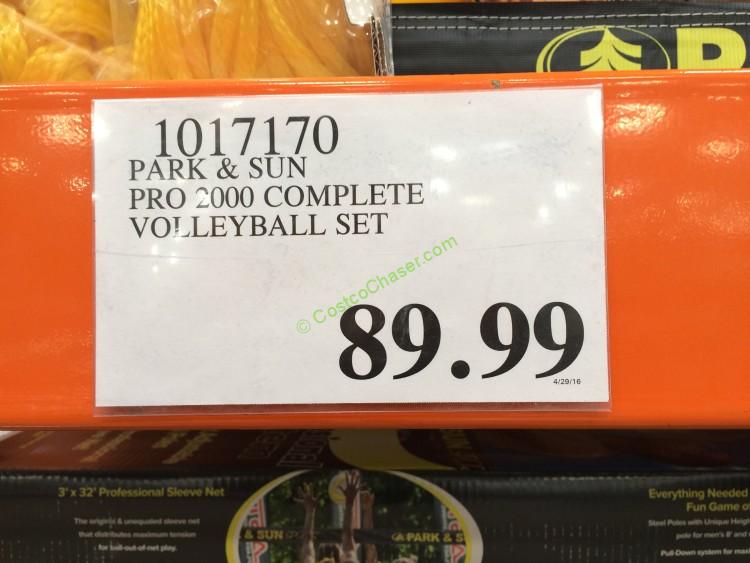 1017170
PARK & SUN
PRO 2000 COMPLETE
VOLLEYBALL SET
© CostcoChaser.com
89.99
4/29/16
3' x 32' Professional Sleeve Net
The original & unequaled sleeve net
that distributes maximum tension
for ball-out-of-net play.
& SUN
PARK & S
Everything Needed
Fun Game o
Steel Poles with Unique Heigh
pole for men's 8' and
Pull-Down system for max